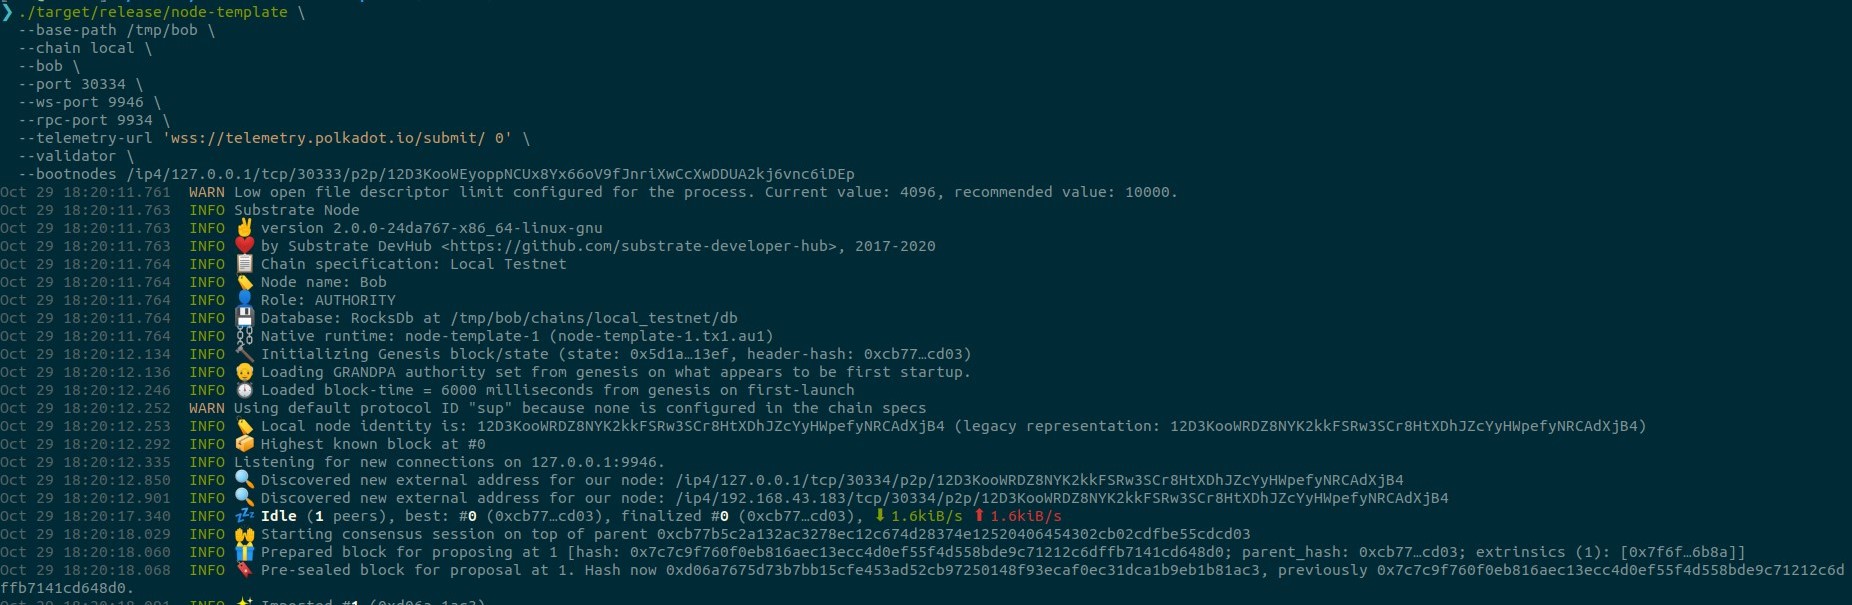 ❯ ./target/release/node-template \
--base-path /tmp/bob \
--chain local \
--bob \
--port 30334 \
--ws-port 9946 \
--rpc-port 9934 \
--telemetry-url 'wss://telemetry.polkadot.io/submit/ 0' \
--validator \
--bootnodes /ip4/127.0.0.1/tcp/30333/p2p/12D3KooWEyoppNCUx8Yx66oV9fJnriXwCcXwDDUA2kj6vnc6iDEp
Oct 29 18:20:11.761 WARN Low open file descriptor limit configured for the process. Current value: 4096, recommended value: 10000.
Oct 29 18:20:11.763 INFO Substrate Node
Oct 29 18:20:11.763 INFO ✌️ version 2.0.0-24da767-x86_64-linux-gnu
Oct 29 18:20:11.763 INFO ❤️ by Substrate DevHub <https://github.com/substrate-developer-hub>, 2017-2020
Oct 29 18:20:11.764 INFO 📋 Chain specification: Local Testnet
Oct 29 18:20:11.764 INFO 🏷 Node name: Bob
Oct 29 18:20:11.764 INFO 👤 Role: AUTHORITY
Oct 29 18:20:11.764 INFO 💾 Database: RocksDb at /tmp/bob/chains/local_testnet/db
Oct 29 18:20:11.764 INFO ⛓ Native runtime: node-template-1 (node-template-1.tx1.au1)
Oct 29 18:20:12.134 INFO 🔨 Initializing Genesis block/state (state: 0x5d1a…13ef, header-hash: 0xcb77…cd03)
Oct 29 18:20:12.136 INFO 👴 Loading GRANDPA authority set from genesis on what appears to be first startup.
Oct 29 18:20:12.246 INFO ⏱ Loaded block-time = 6000 milliseconds from genesis on first-launch
Oct 29 18:20:12.252 WARN Using default protocol ID "sup" because none is configured in the chain specs
Oct 29 18:20:12.253 INFO 🏷 Local node identity is: 12D3KooWRDZ8NYK2kkFSRw3SCr8HtXDhJZcYyHWpefyNRCAdXjB4 (legacy representation: 12D3KooWRDZ8NYK2kkFSRw3SCr8HtXDhJZcYyHWpefyNRCAdXjB4)
Oct 29 18:20:12.292 INFO 📦 Highest known block at #0
Oct 29 18:20:12.335 INFO Listening for new connections on 127.0.0.1:9946.
Oct 29 18:20:12.850 INFO 🔍 Discovered new external address for our node: /ip4/127.0.0.1/tcp/30334/p2p/12D3KooWRDZ8NYK2kkFSRw3SCr8HtXDhJZcYyHWpefyNRCAdXjB4
Oct 29 18:20:12.901 INFO 🔍 Discovered new external address for our node: /ip4/192.168.43.183/tcp/30334/p2p/12D3KooWRDZ8NYK2kkFSRw3SCr8HtXDhJZcYyHWpefyNRCAdXjB4
Oct 29 18:20:17.340 INFO 💤 Idle (1 peers), best: #0 (0xcb77…cd03), finalized #0 (0xcb77…cd03), ⬇ 1.6kiB/s ⬆ 1.6kiB/s
Oct 29 18:20:18.029 INFO 🙌 Starting consensus session on top of parent 0xcb77b5c2a132ac3278ec12c674d28374e12520406454302cb02cdfbe55cdcd03
Oct 29 18:20:18.060 INFO 🎁 Prepared block for proposing at 1 [hash: 0x7c7c9f760f0eb816aec13ecc4d0ef55f4d558bde9c71212c6dffb7141cd648d0; parent_hash: 0xcb77…cd03; extrinsics (1): [0x7f6f…6b8a]]
Oct 29 18:20:18.068 INFO 🔖 Pre-sealed block for proposal at 1. Hash now 0xd06a7675d73b7bb15cfe453ad52cb97250148f93ecaf0ec31dca1b9eb1b81ac3, previously 0x7c7c9f760f0eb816aec13ecc4d0ef55f4d558bde9c71212c6d
ffb7141cd648d0.
Oct 29 18:20:18.091 INFO ✨ Imported #1 (0xd06a…1ac3)